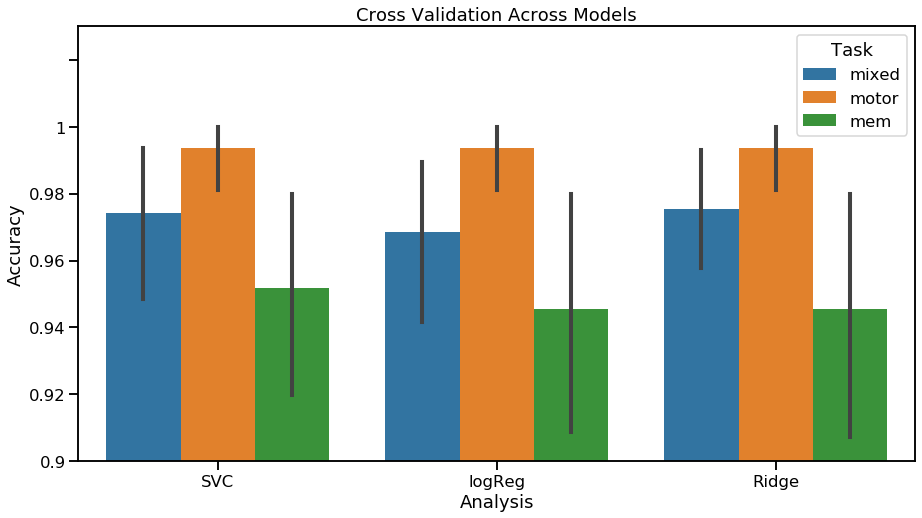 Cross Validation Across Models
Task
mixed
motor
mem
Accuracy
1
0.98
0.96
0.94
0.92
0.9
SVC
logReg
Ridge
Analysis